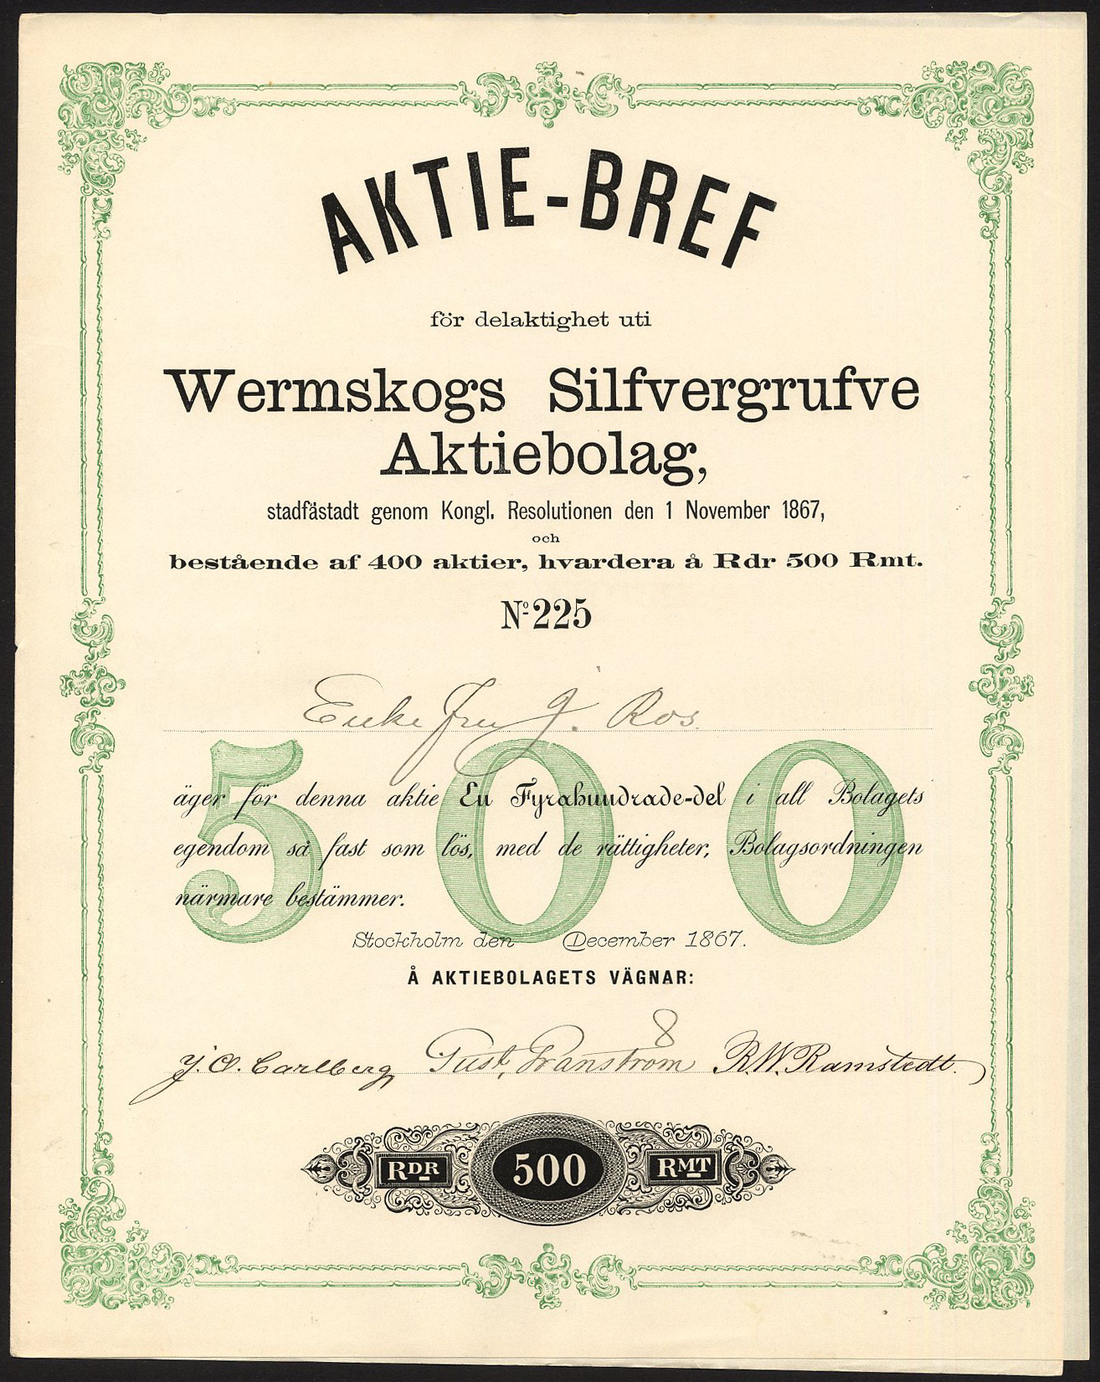 AKTIE-BREF
för delaktighet uti
Wermskogs Silfvergrufve
Aktiebolag,
stadfästadt genom Kongl. Resolutionen den 1 November 1867,
och
bestående af 400 aktier, hvardera å Rdr 500 Rmt.
No. 225
Enke fru J. Ros.
500
äger för denna aktie En Fyrahundrade-del i all Bolagets
egendom så fast som lös, med de rättigheter, Bolagsordningen
närmare bestämmer.
Stockholm den 8 December 1867.
Å AKTIEBOLAGETS VÄGNAR:
J. O. Carlberg Gust. Franström R.W. Ramstedt.
RDR 500 RMT